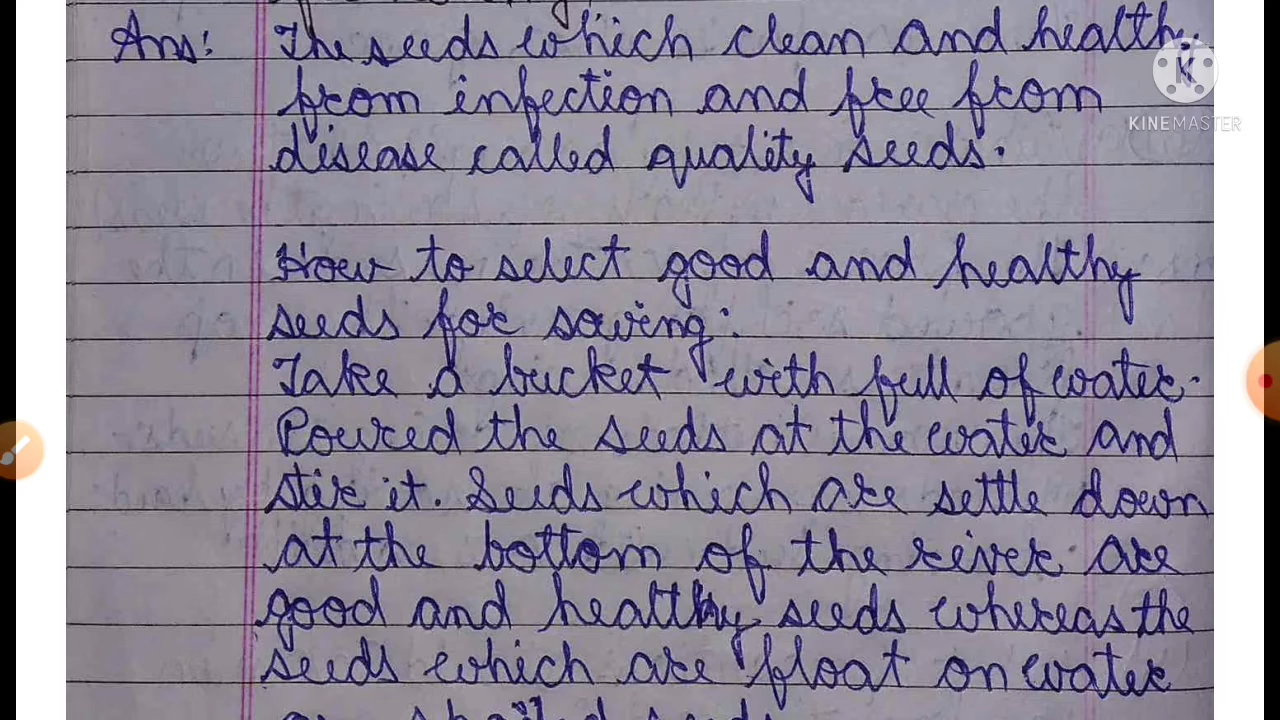 Ans: The seeds which clean and healthy
from infection and free from
disease called quality seeds.
How to select good and healthy
seeds for sowing:
Take a bucket with full of water.
Poured the seeds at the water and
stir it. Seeds which are settle down
at the bottom of the river are
good and healthy seeds whereas the
seeds which are float on water
K
KINEMASTER